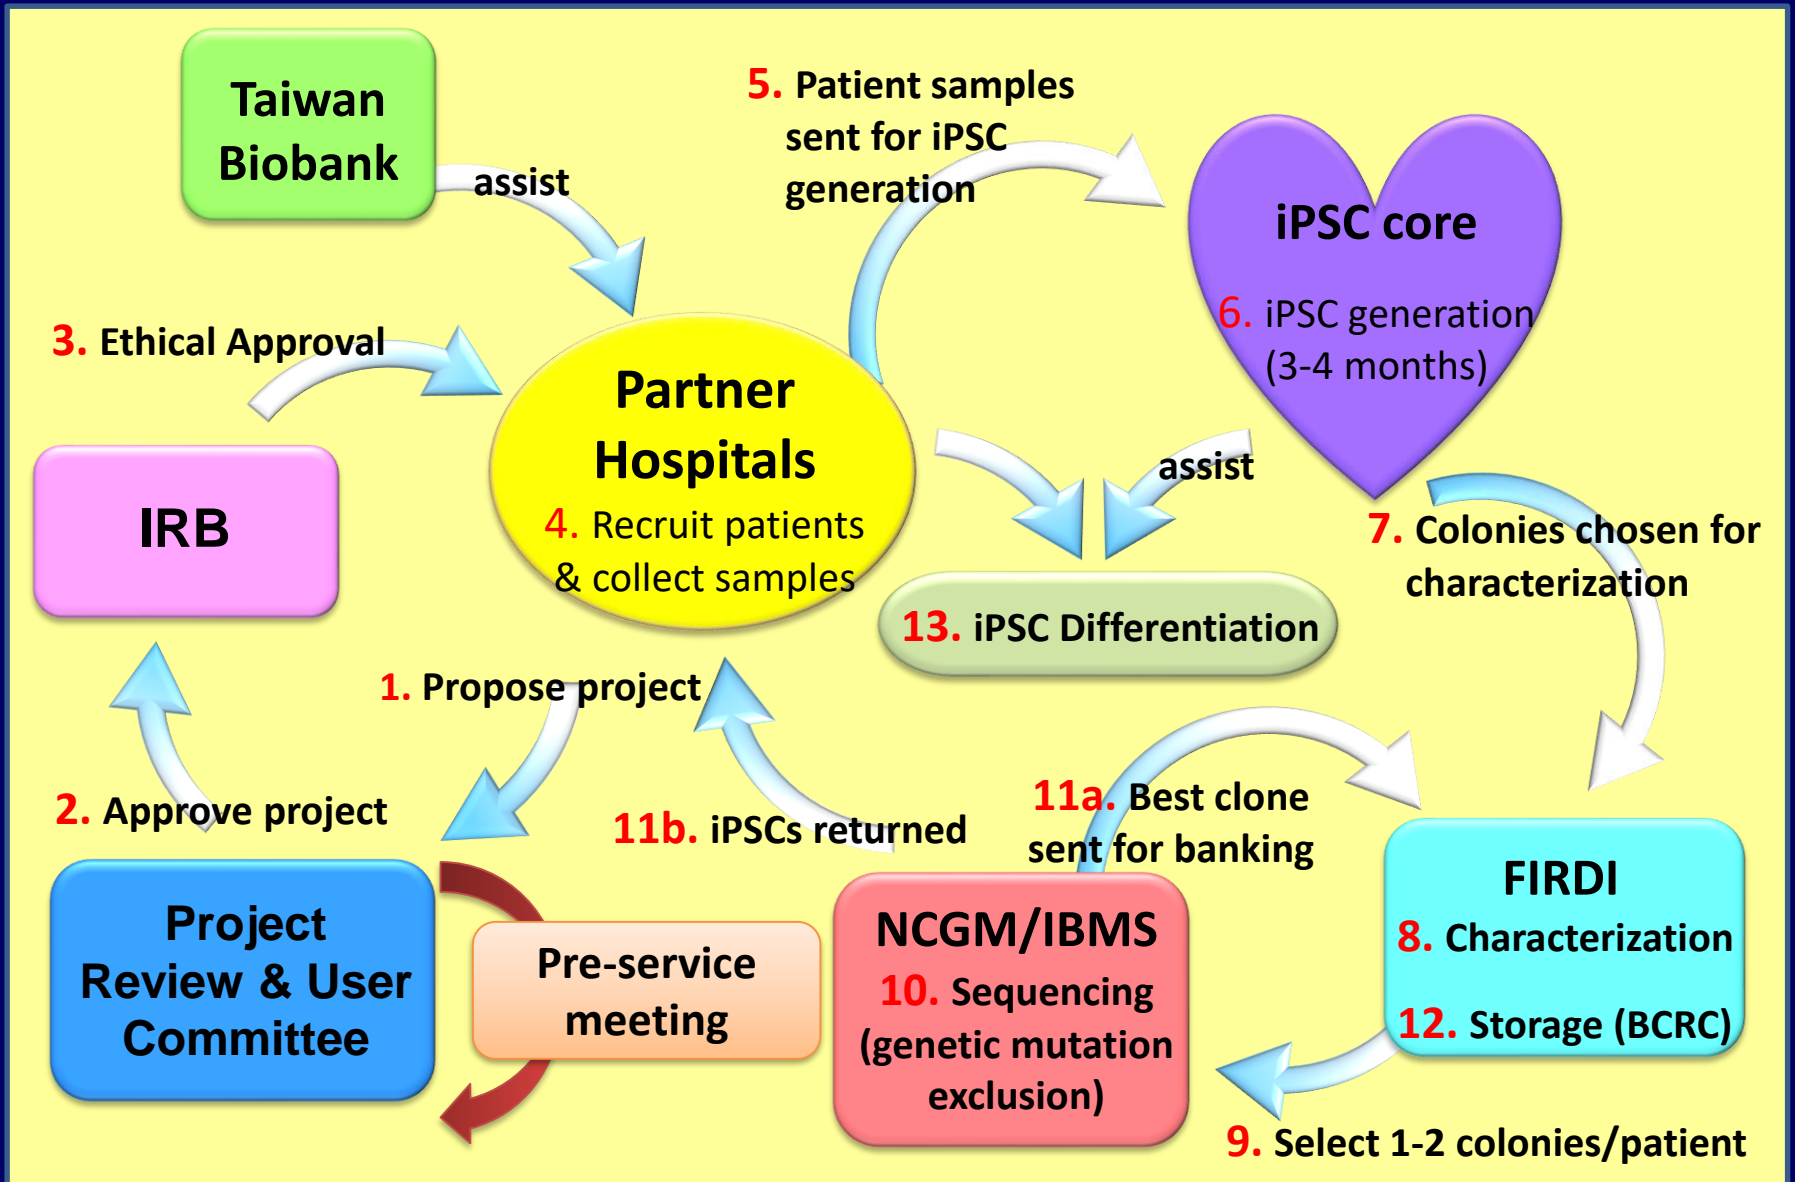 Taiwan
Biobank
assist
5. Patient samples
sent for iPSC
generation
iPSC core
6. iPSC generation
(3-4 months)
3. Ethical Approval
Partner
Hospitals
4. Recruit patients
& collect samples
assist
IRB
7. Colonies chosen for
characterization
13. iPSC Differentiation
1. Propose project
2. Approve project
11b. iPSCs returned
11a. Best clone
sent for banking
Project
Review & User
Committee
Pre-service
meeting
NCGM/IBMS
10. Sequencing
(genetic mutation
exclusion)
FIRDI
8. Characterization
12. Storage (BCRC)
9. Select 1-2 colonies/patient